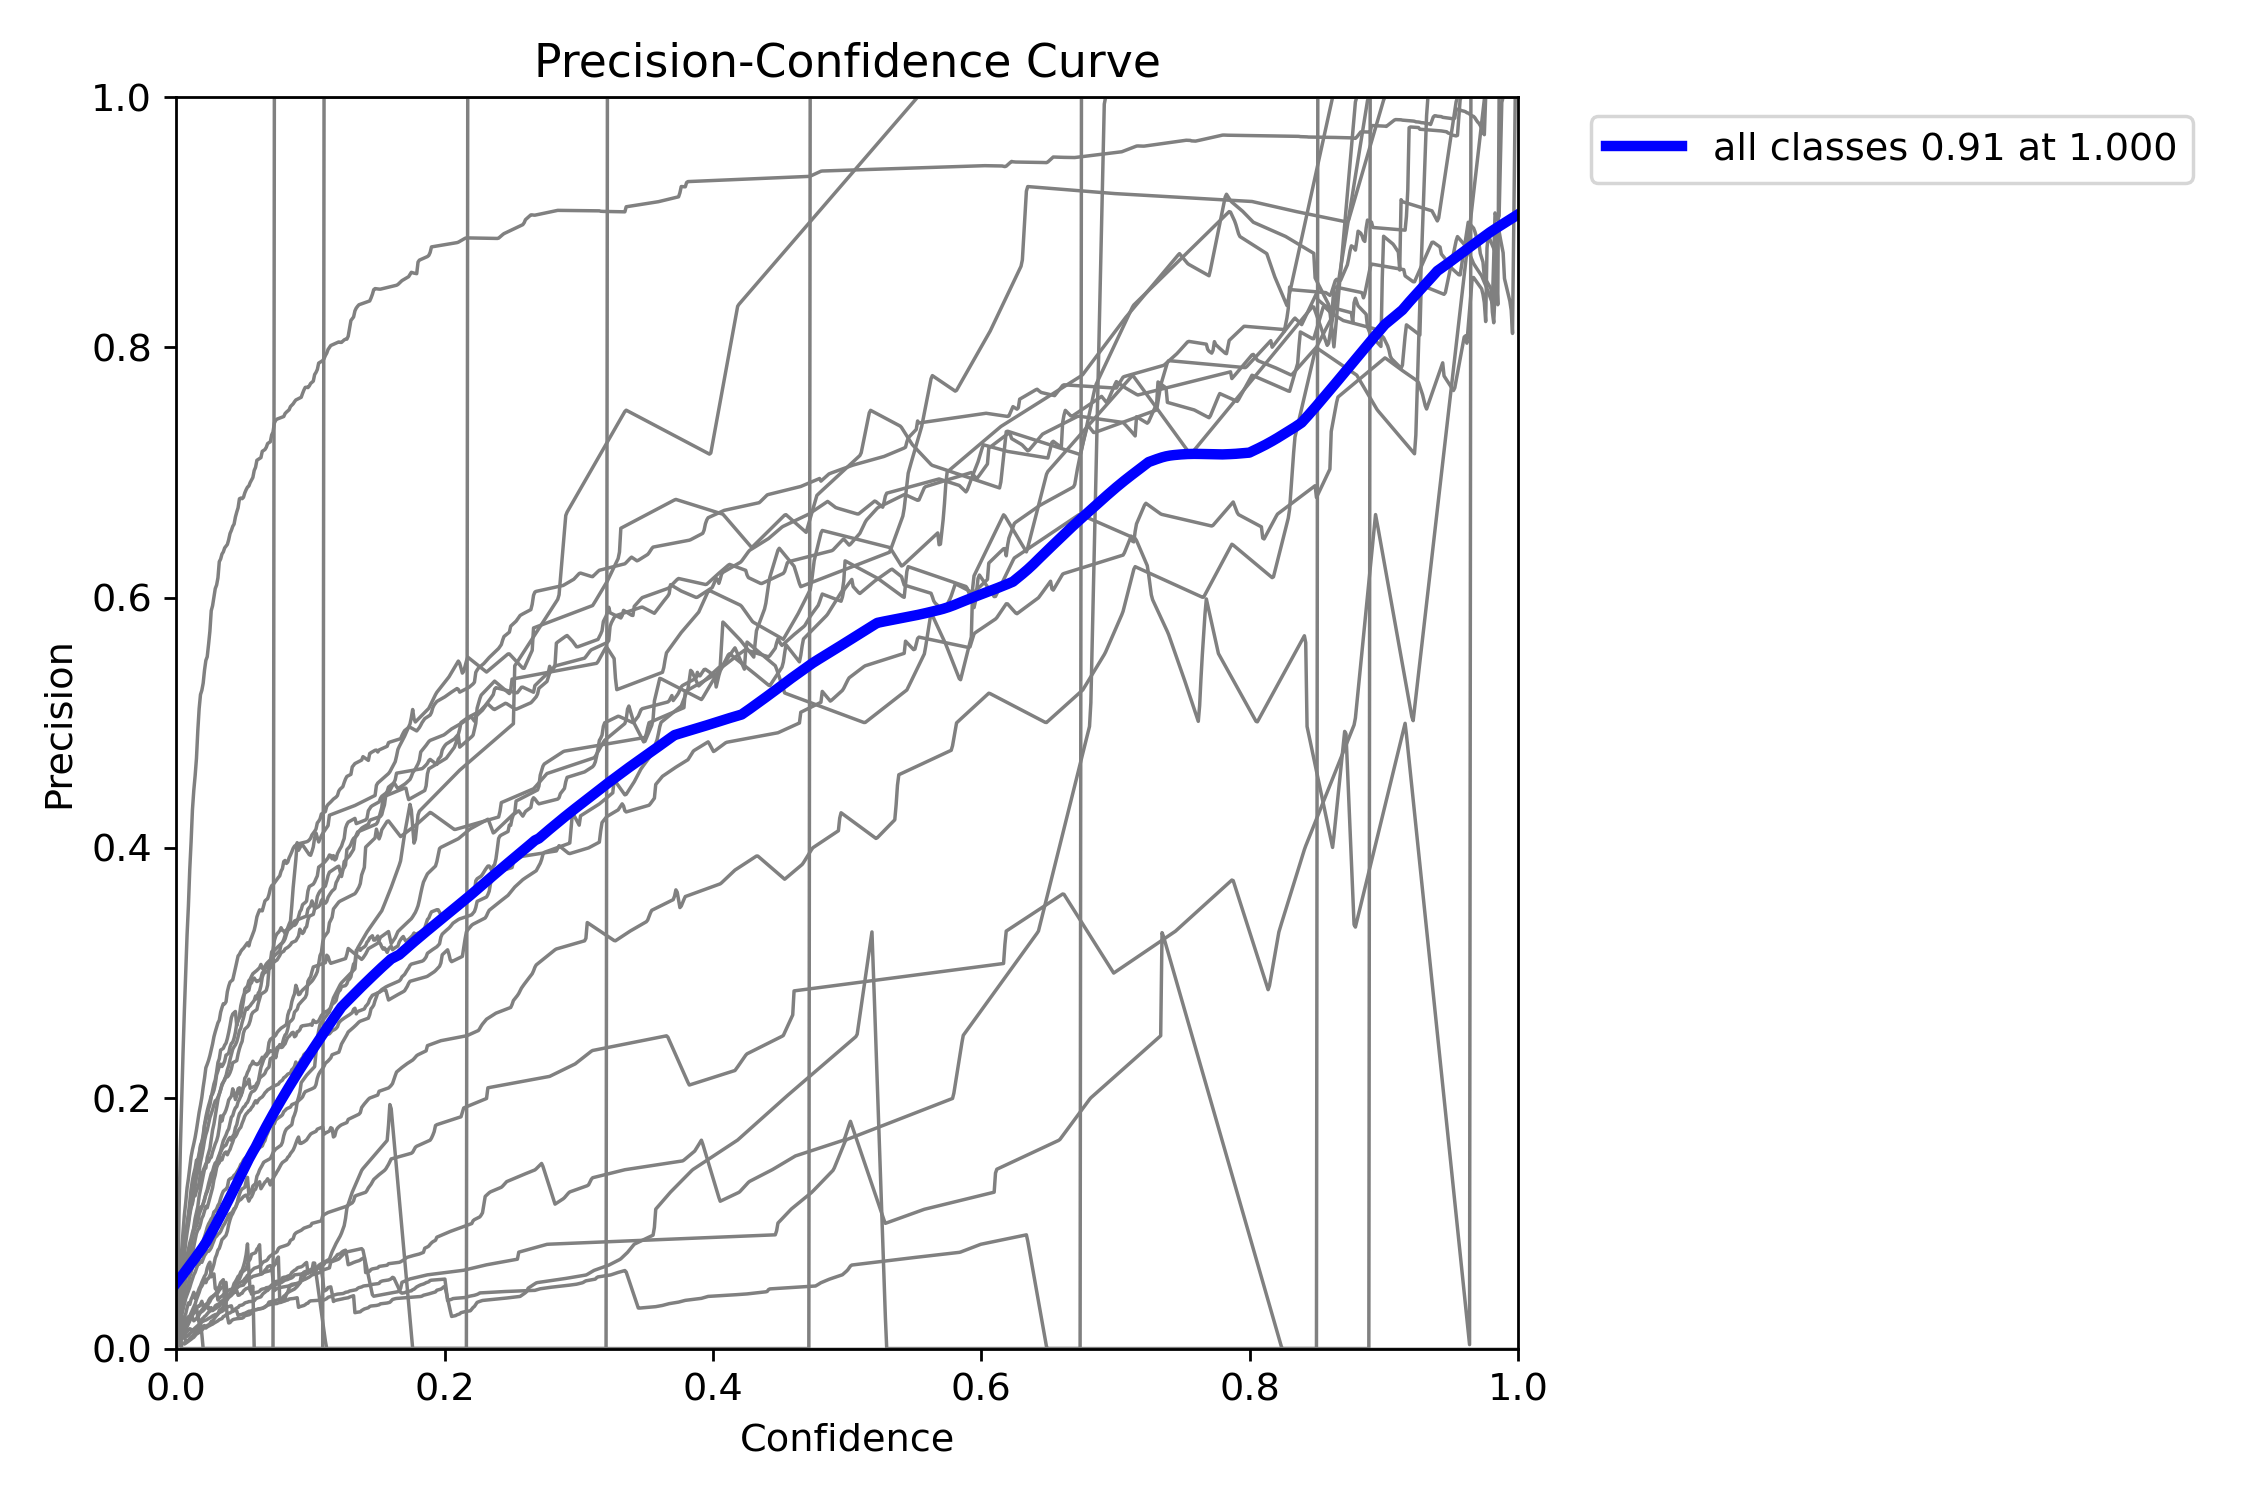 Precision-Confidence Curve
all classes 0.91 at 1.000
Precision
1.0
0.8
0.6
0.4
0.2
0.0
0.0 0.2 0.4 0.6 0.8 1.0
Confidence